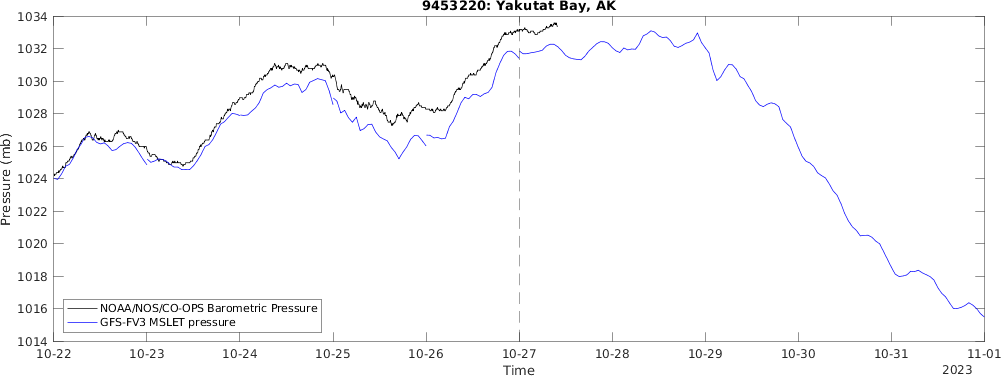 9453220: Yakutat Bay, AK
Pressure (mb)
1034
1032
1030
1028
1026
1024
1022
1020
1018
1016
1014
NOAA/NOS/CO-OPS Barometric Pressure
GFS-FV3 MSLET pressure
10-22 10-23 10-24 10-25 10-26 10-27 10-28 10-29 10-30 10-31 11-01
Time
2023